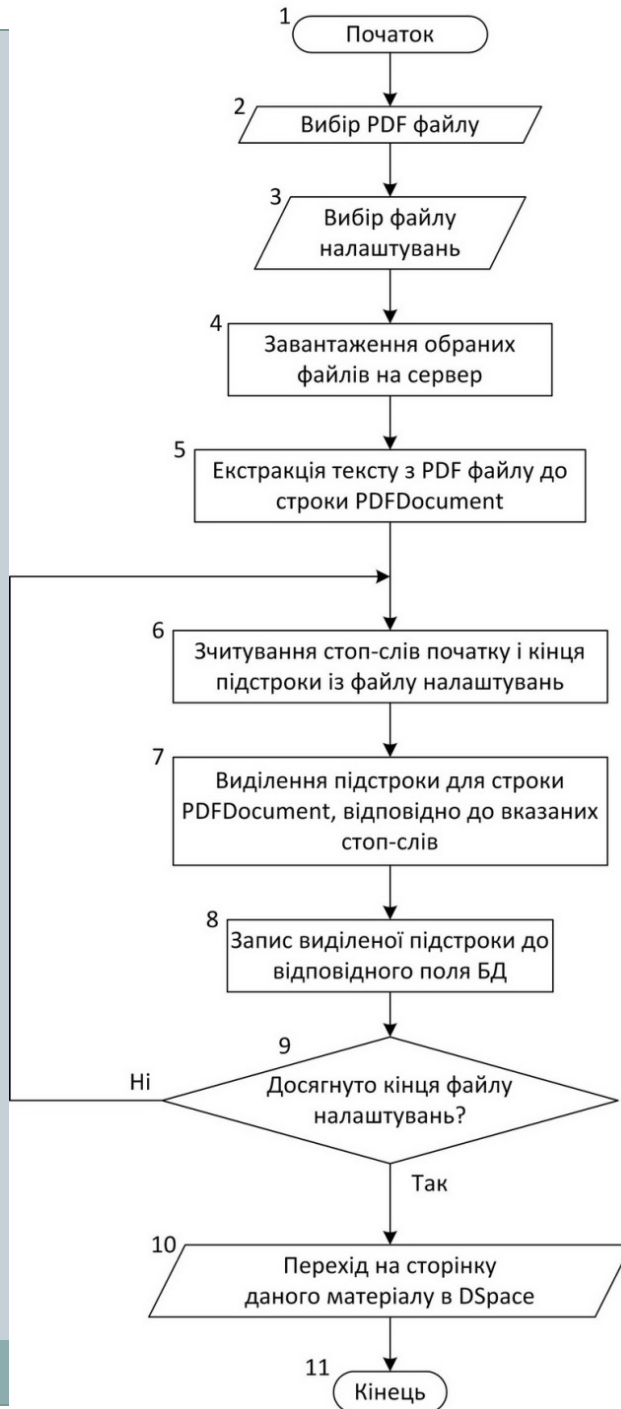 1
Початок
2
Вибір PDF файлу
3
Вибір файлу
налаштувань
4
Завантаження обраних
файлів на сервер
5
Екстракція тексту з PDF файлу до
строки PDFDocument
6
Зчитування стоп-слів початку і кінця
підстроки із файлу налаштувань
7
Виділення підстроки для строки
PDFDocument, відповідно до вказаних
стоп-слів
8
Запис виділеної підстроки до
відповідного поля БД
9
Ні
Досягнуто кінця файлу
налаштувань?
Так
10
Перехід на сторінку
даного матеріалу в DSpace
11
Кінець